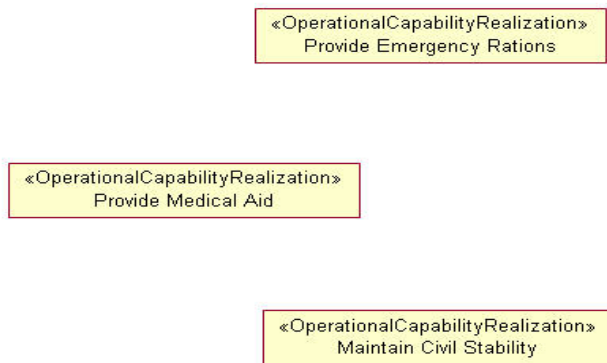 «OperationalCapabilityRealization»
Provide Emergency Rations
«OperationalCapabilityRealization»
Provide Medical Aid
«OperationalCapabilityRealization»
Maintain Civil Stability